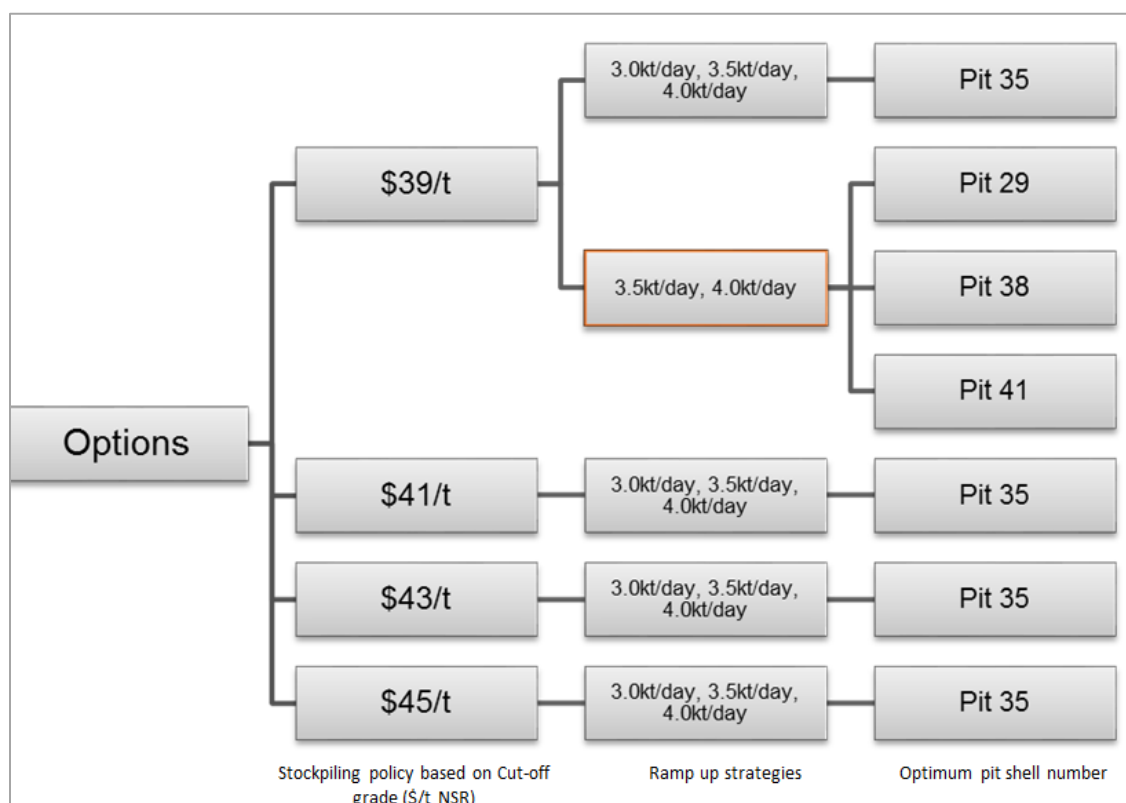 3.0kt/day, 3.5kt/day,
4.0kt/day
Pit 35
$39/t
Pit 29
3.5kt/day, 4.0kt/day
Pit 38
Pit 41
Options
$41/t
3.0kt/day, 3.5kt/day,
4.0kt/day
Pit 35
$43/t
3.0kt/day, 3.5kt/day,
4.0kt/day
Pit 35
$45/t
3.0kt/day, 3.5kt/day,
4.0kt/day
Pit 35
Stockpiling policy based on Cut-off
grade ($/t NSR)
Ramp up strategies
Optimum pit shell number